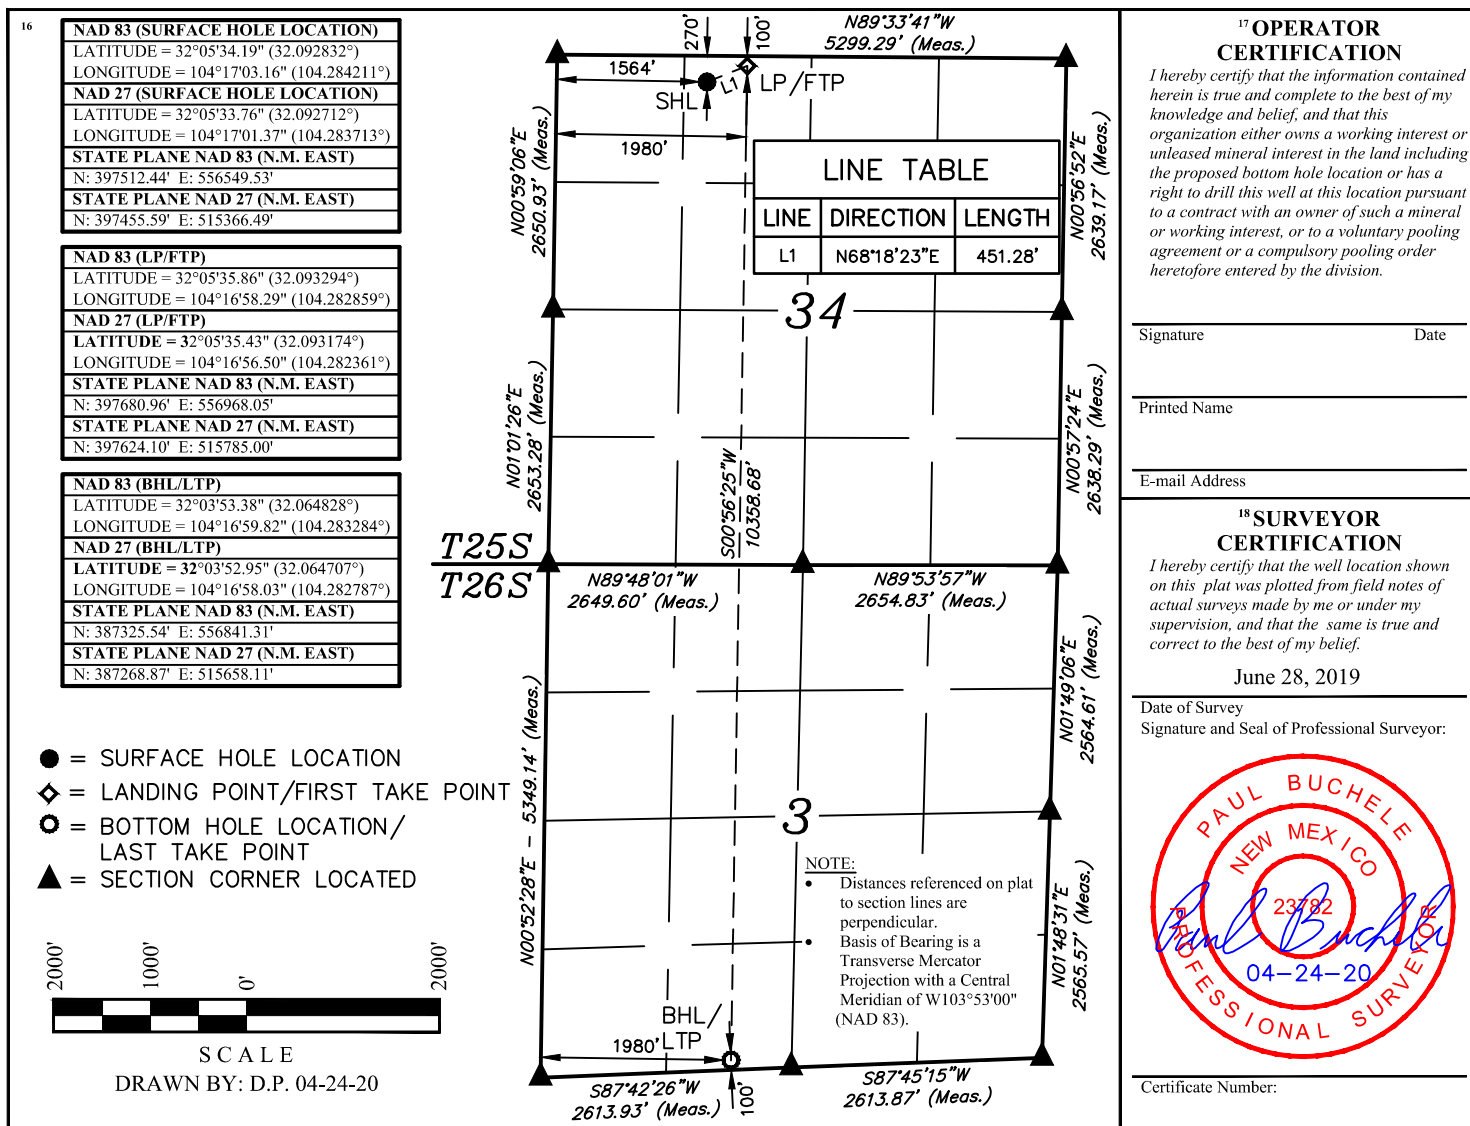 16
NAD 83 (SURFACE HOLE LOCATION)
LATITUDE = 32°05'34.19" (32.092832°)
LONGITUDE = 104°17'03.16" (104.284211°)
NAD 27 (SURFACE HOLE LOCATION)
LATITUDE = 32°05'33.76" (32.092712°)
LONGITUDE = 104°17'01.37" (104.283713°)
STATE PLANE NAD 83 (N.M. EAST)
N: 397512.44' E: 556549.53'
STATE PLANE NAD 27 (N.M. EAST)
N: 397455.59' E: 515366.49'
NAD 83 (LP/FTP)
LATITUDE = 32°05'35.86" (32.093294°)
LONGITUDE = 104°16'58.29" (104.282859°)
NAD 27 (LP/FTP)
LATITUDE = 32°05'35.43" (32.093174°)
LONGITUDE = 104°16'56.50" (104.282361°)
STATE PLANE NAD 83 (N.M. EAST)
N: 397680.96' E: 556968.05'
STATE PLANE NAD 27 (N.M. EAST)
N: 397624.10' E: 515785.00'
NAD 83 (BHL/LTP)
LATITUDE = 32°03'53.38" (32.064828°)
LONGITUDE = 104°16'59.82" (104.283284°)
NAD 27 (BHL/LTP)
LATITUDE = 32°03'52.95" (32.064707°)
LONGITUDE = 104°16'58.03" (104.282787°)
STATE PLANE NAD 83 (N.M. EAST)
N: 387325.54' E: 556841.31'
STATE PLANE NAD 27 (N.M. EAST)
N: 387268.87' E: 515658.11'
= SURFACE HOLE LOCATION
= LANDING POINT/FIRST TAKE POINT
= BOTTOM HOLE LOCATION/
LAST TAKE POINT
= SECTION CORNER LOCATED
2000'
1000'
0'
2000'
SCALE
DRAWN BY: D.P. 04-24-20
270'
100'
N89°33'41"W
5299.29' (Meas.)
1564'
L1
LP/FTP
SHL
1980'
N00°59'06"E
2650.93' (Meas.)
N00°56'52"E
2639.17' (Meas.)
LINE TABLE
LINE DIRECTION LENGTH
L1 N68°18'23"E 451.28'
34
N01°01'26"E
2653.28' (Meas.)
S00°56'25"W
10358.68'
N00°57'24"E
2638.29' (Meas.)
T25S
T26S
N89°48'01"W
2649.60' (Meas.)
N89°53'57"W
2654.83' (Meas.)
N01°49'06"E
2564.61' (Meas.)
N00°52'28"E - 5349.14' (Meas.)
3
NOTE:
• Distances referenced on plat
to section lines are
perpendicular.
• Basis of Bearing is a
Transverse Mercator
Projection with a Central
Meridian of W103°53'00"
(NAD 83).
N01°48'31"E
2565.57' (Meas.)
BHL/
LTP
1980'
100'
S87°42'26"W
2613.93' (Meas.)
S87°45'15"W
2613.87' (Meas.)
17 OPERATOR
CERTIFICATION
I hereby certify that the information contained
herein is true and complete to the best of my
knowledge and belief, and that this
organization either owns a working interest or
unleased mineral interest in the land including
the proposed bottom hole location or has a
right to drill this well at this location pursuant
to a contract with an owner of such a mineral
or working interest, or to a voluntary pooling
agreement or a compulsory pooling order
heretofore entered by the division.
Signature Date
Printed Name
E-mail Address
18 SURVEYOR
CERTIFICATION
I hereby certify that the well location shown
on this plat was plotted from field notes of
actual surveys made by me or under my
supervision, and that the same is true and
correct to the best of my belief.
June 28, 2019
Date of Survey
Signature and Seal of Professional Surveyor:
PAUL BUCHELE
NEW MEXICO
23782
Paul Buchele
04-24-20
PROFESSIONAL SURVEYOR
Certificate Number: